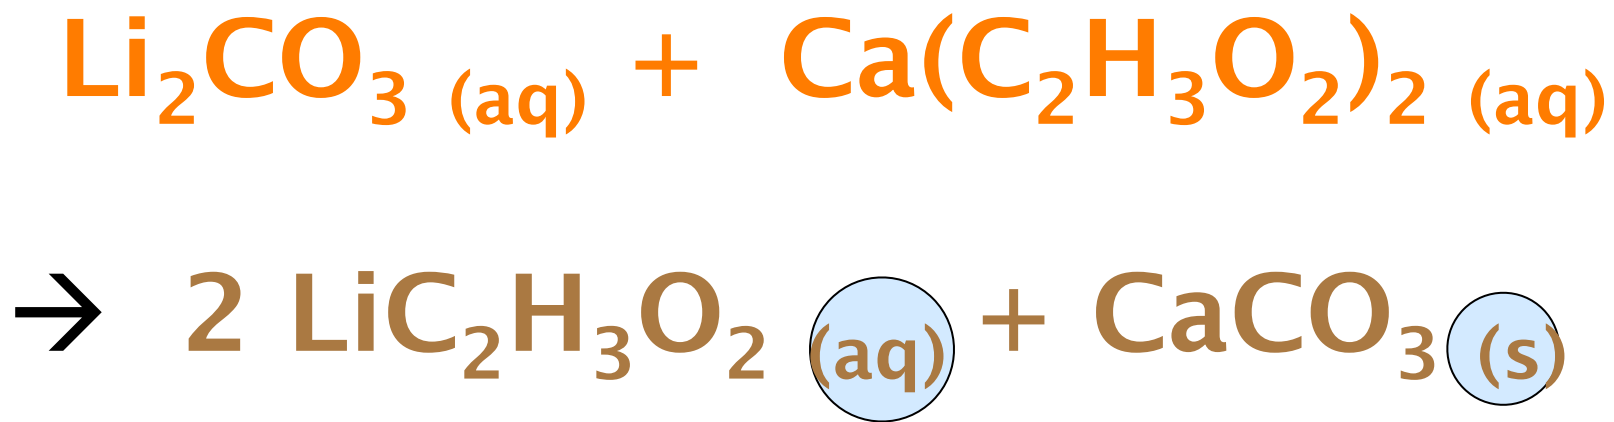 Li₂CO₃ (aq) + Ca(C₂H₃O₂)₂ (aq)
→ 2 LiC₂H₃O₂ (aq) + CaCO₃ (s)